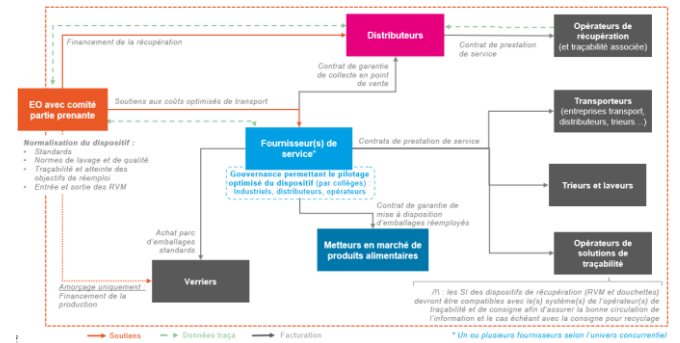 Opérateurs de
récupération
(et traçabilité associée)
Distributeurs
Financement de la récupération
Contrat de prestation
de service
Contrat de garantie
de collecte en point
de vente
EO avec comité
partie prenante
Soutiens aux coûts optimisés de transport
Transporteurs
(entreprises transport,
distributeurs, trieurs…)
Normalisation du dispositif :
• Standards
• Normes de lavage et de qualité
• Traçabilité et atteinte des
objectifs de réemploi
• Entrée et sortie des RVM
Fournisseur(s) de
service*
Contrats de prestation de service
Gouvernance permettant le pilotage
optimisé du dispositif (par collèges) :
industriels, distributeurs, opérateurs
Trieurs et laveurs
Contrat de garantie de
mise à disposition
d'emballages réemployés
Achat parc
d'emballages
standards
Metteurs en marché de
produits alimentaires
Opérateurs de
solutions de
traçabilité
Verriers
Amorçage uniquement :
Financement de la
production
/!\ : les SI des dispositifs de récupération (RVM et douchettes)
devront être compatibles avec le(s) système(s) de l'opérateur(s) de
traçabilité et de consigne afin d'assurer la bonne circulation de
l'information et le cas échéant avec la consigne pour recyclage
Soutiens
Données trace
Facturation
* Un ou plusieurs fournisseurs selon l'univers concurrentiel